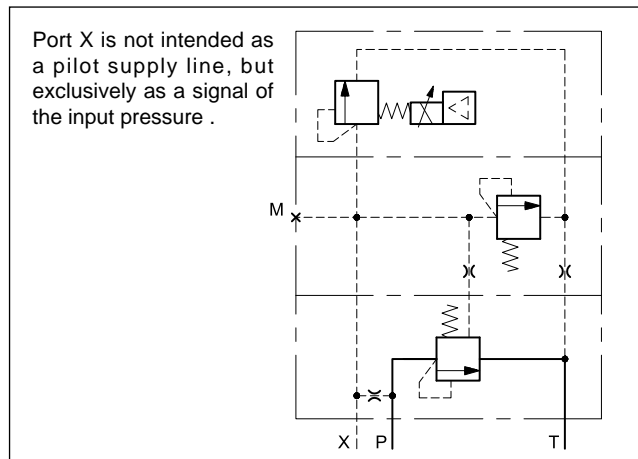 Port X is not intended as
a pilot supply line, but
exclusively as a signal of
the input pressure .
M
X P T